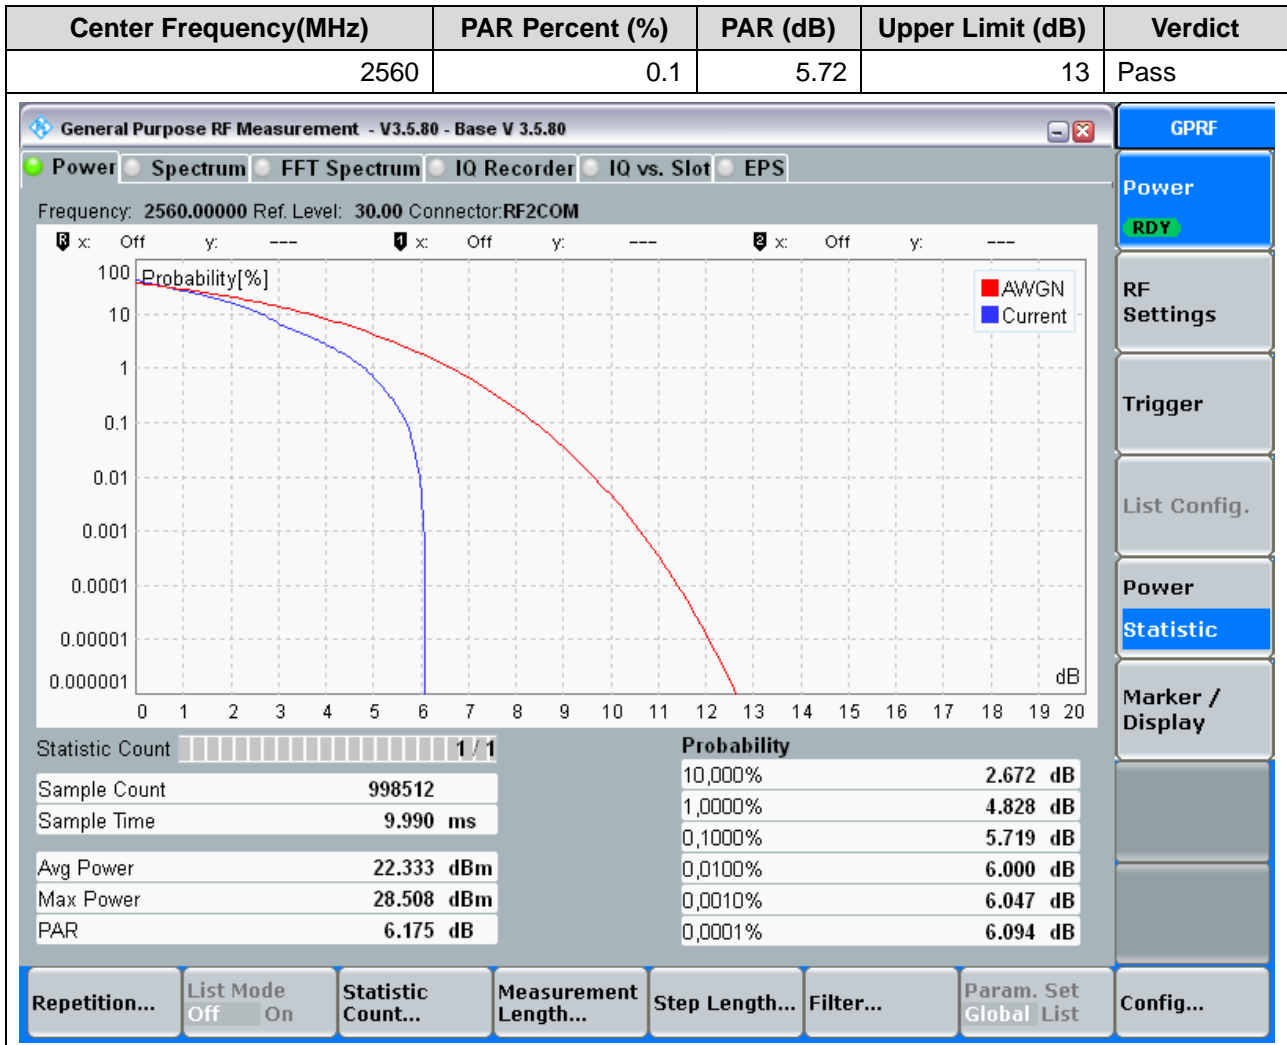 Center Frequency(MHz) PAR Percent (%) PAR (dB) Upper Limit (dB) Verdict
2560 0.1 5.72 13 Pass
General Purpose RF Measurement - V3.5.80 - Base V 3.5.80
GPRF
Power Spectrum FFT Spectrum IQ Recorder IQ vs. Slot EPS
Frequency: 2560.00000 Ref. Level: 30.00 Connector:RF2COM
R x: Off y: --- 1 x: Off y: --- 2 x: Off y: ---
Probability[%]
AWGN
Current
100
10
1
0.1
0.01
0.001
0.0001
0.00001
0.000001
dB
0 1 2 3 4 5 6 7 8 9 10 11 12 13 14 15 16 17 18 19 20
Statistic Count 1 / 1
Sample Count 998512
Sample Time 9.990 ms
Avg Power 22.333 dBm
Max Power 28.508 dBm
PAR 6.175 dB
Probability
10,000% 2.672 dB
1,0000% 4.828 dB
0,1000% 5.719 dB
0,0100% 6.000 dB
0,0010% 6.047 dB
0,0001% 6.094 dB
Power
RDY
RF
Settings
Trigger
List Config.
Power
Statistic
Marker /
Display
Repetition...
List Mode
Off On
Statistic
Count...
Measurement
Length...
Step Length...
Filter...
Param. Set
Global List
Config...